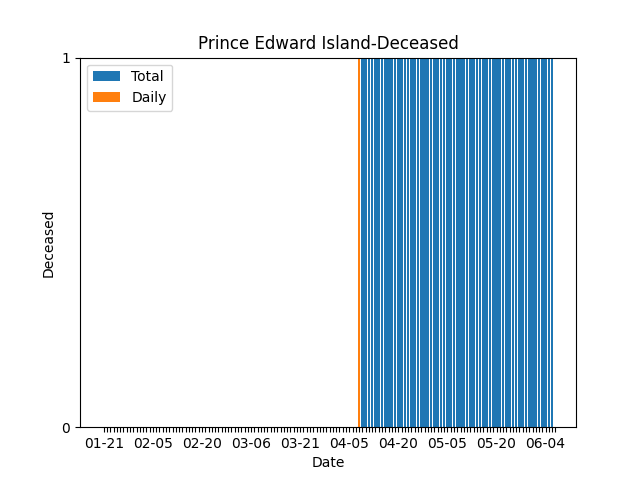 Prince Edward Island-Deceased
1
Total
Daily
Deceased
0
01-21 02-05 02-20 03-06 03-21 04-05 04-20 05-05 05-20 06-04
Date